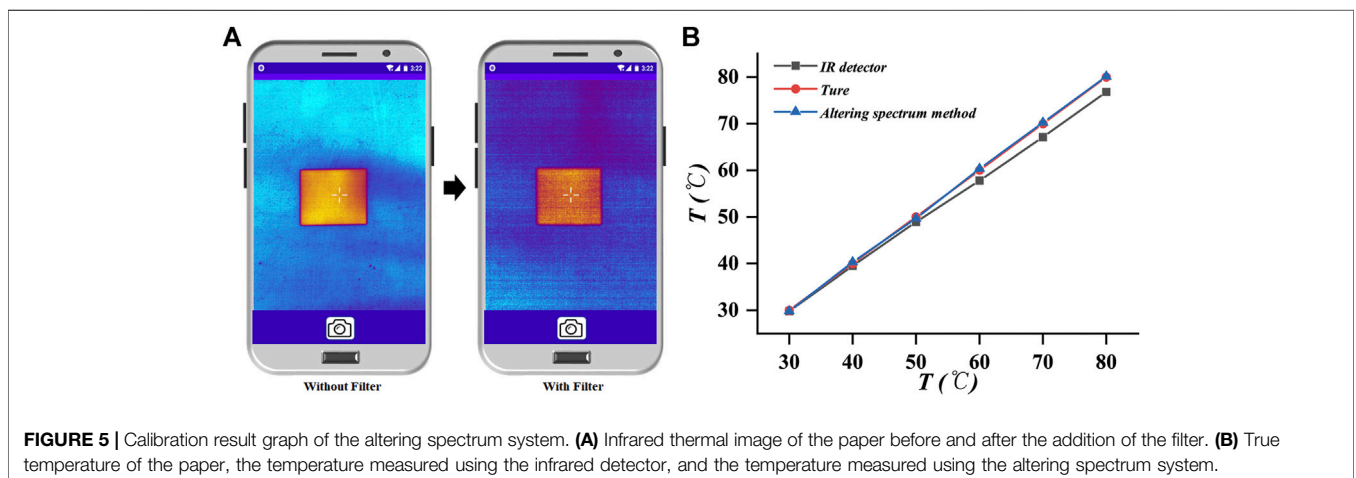 A
3:22
3:22
Without Filter
With Filter
B
IR detector
Ture
Altering spectrum method
T (℃)
80
70
60
50
40
30
30 40 50 60 70 80
T (℃)
FIGURE 5 | Calibration result graph of the altering spectrum system. (A) Infrared thermal image of the paper before and after the addition of the filter. (B) True
temperature of the paper, the temperature measured using the infrared detector, and the temperature measured using the altering spectrum system.